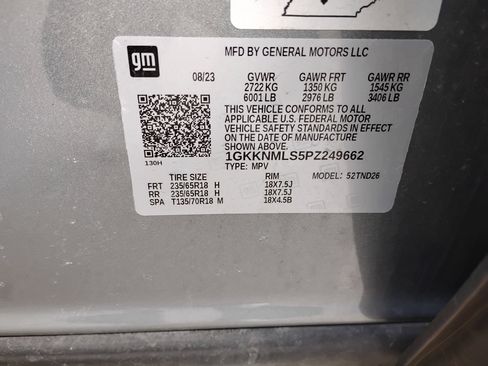 gm
MFD BY GENERAL MOTORS LLC
08/23 GVWR GAWR FRT GAWR RR
2722 KG 1350 KG 1545 KG
6001 LB 2976 LB 3406 LB
THIS VEHICLE CONFORMS TO ALL
APPLICABLE U.S. FEDERAL MOTOR
VEHICLE SAFETY STANDARDS IN EFFECT
ON THE DATE OF MANUFACTURE
SHOWN ABOVE.
1GKKNMLS5PZ249662
130H TYPE: MPV
TIRE SIZE RIM MODEL: 52TND26
FRT 235/65R18 H 18X7.5J
RR 235/65R18 H 18X7.5J
SPA T135/70R18 M 18X4.5B